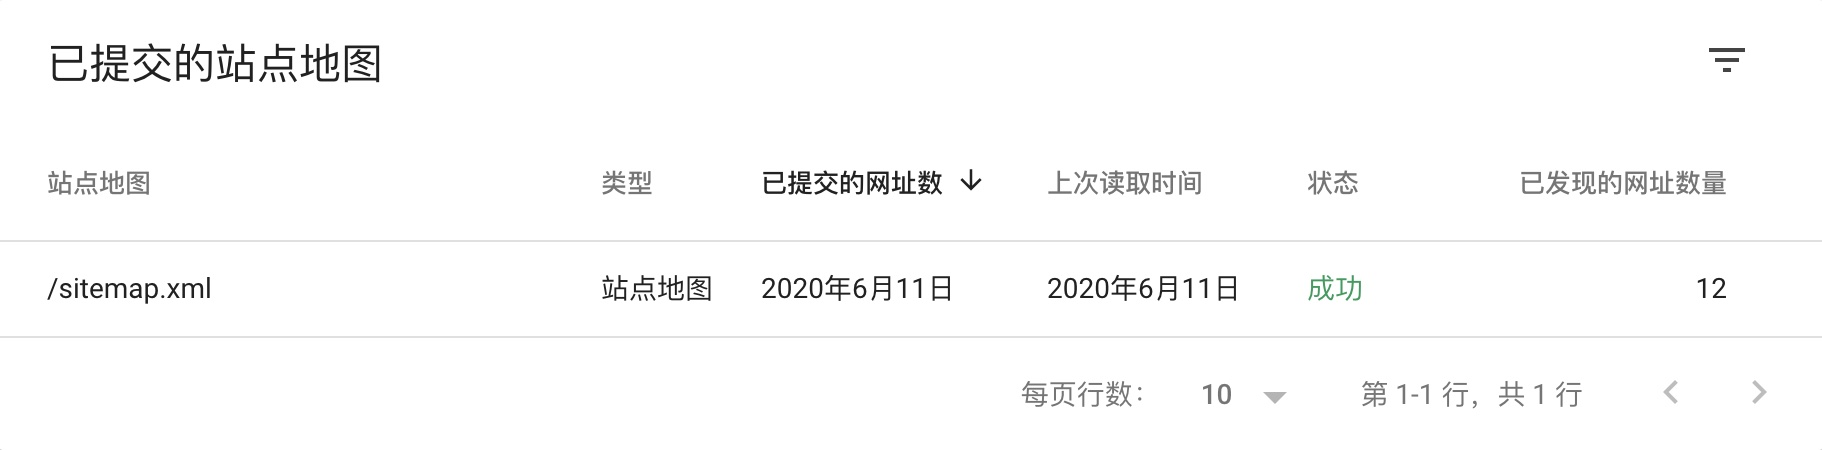 已提交的站点地图
站点地图 类型 已提交的网址数 上次读取时间 状态 已发现的网址数量
/sitemap.xml 站点地图 2020年6月11日 2020年6月11日 成功 12
每页行数： 10 第 1-1 行，共 1 行